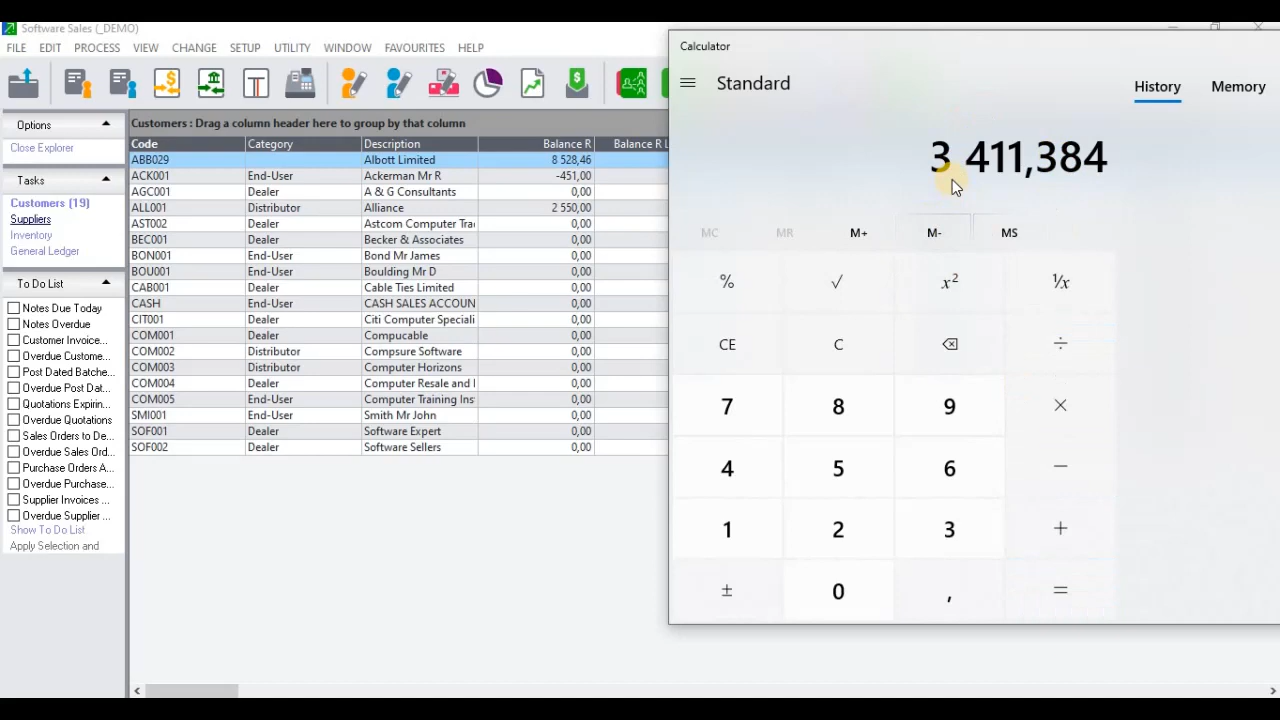 Software Sales (_DEMO)
FILE EDIT PROCESS VIEW CHANGE SETUP UTILITY WINDOW FAVOURITES HELP
Options
Close Explorer
Tasks
Customers (19)
Suppliers
Inventory
General Ledger
To Do List
Notes Due Today
Notes Overdue
Customer Invoice...
Overdue Custome...
Post Dated Batche...
Overdue Post Dat...
Quotations Expirin...
Overdue Quotations
Sales Orders to De...
Overdue Sales Ord...
Purchase Orders A...
Overdue Purchase...
Supplier Invoices ...
Overdue Supplier ...
Show To Do List
Apply Selection and
Customers : Drag a column header here to group by that column
Code Category Description Balance R Balance R L
ABB029 Albott Limited 8 528,46
ACK001 End-User Ackerman Mr R -451,00
AGC001 Dealer A & G Consultants 0,00
ALL001 Distributor Alliance 2 550,00
AST002 Dealer Astcom Computer Tra 0,00
BEC001 Dealer Becker & Associates 0,00
BON001 End-User Bond Mr James 0,00
BOU001 End-User Boulding Mr D 0,00
CAB001 Dealer Cable Ties Limited 0,00
CASH End-User CASH SALES ACCOUN 0,00
CIT001 Dealer Citi Computer Speciali 0,00
COM001 Dealer Compucable 0,00
COM002 Distributor Compsure Software 0,00
COM003 Distributor Computer Horizons 0,00
COM004 Dealer Computer Resale and 0,00
COM005 End-User Computer Training Ins 0,00
SMI001 End-User Smith Mr John 0,00
SOF001 Dealer Software Expert 0,00
SOF002 Dealer Software Sellers 0,00
Calculator
Standard
History Memory
3 411,384
MC MR M+ M- MS
% √ x² ⅟x
CE C ÷
7 8 9 ×
4 5 6 −
1 2 3 +
± 0 , =